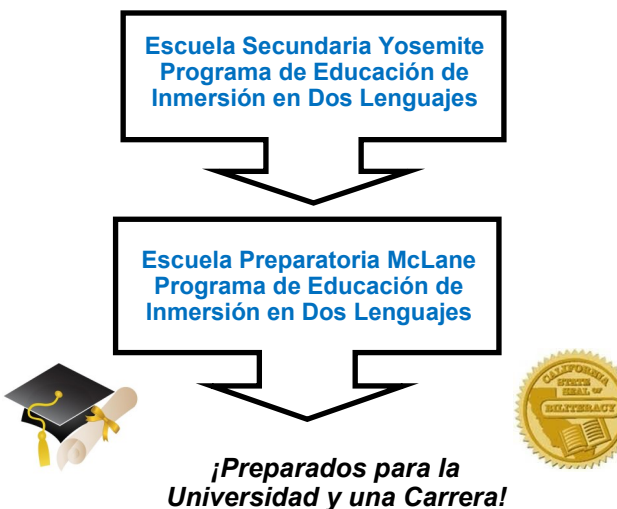 Escuela Secundaria Yosemite
Programa de Educación de
Inmersión en Dos Lenguajes
Escuela Preparatoria McLane
Programa de Educación de
Inmersión en Dos Lenguajes
CALIFORNIA
STATE
SEAL OF
BILITERACY
¡Preparados para la
Universidad y una Carrera!